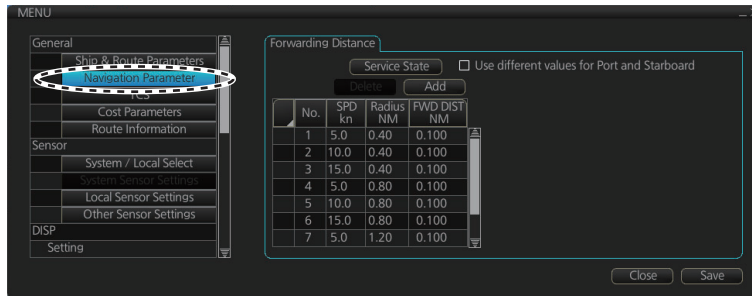 MENU
General
Ship & Route Parameters
Navigation Parameter
TCS
Cost Parameters
Route Information
Sensor
System / Local Select
System Sensor Settings
Local Sensor Settings
Other Sensor Settings
DISP
Setting
Forwarding Distance
Service State Use different values for Port and Starboard
Delete Add
No. SPD kn Radius NM FWD DIST NM
1 5.0 0.40 0.100
2 10.0 0.40 0.100
3 15.0 0.40 0.100
4 5.0 0.80 0.100
5 10.0 0.80 0.100
6 15.0 0.80 0.100
7 5.0 1.20 0.100
Close Save